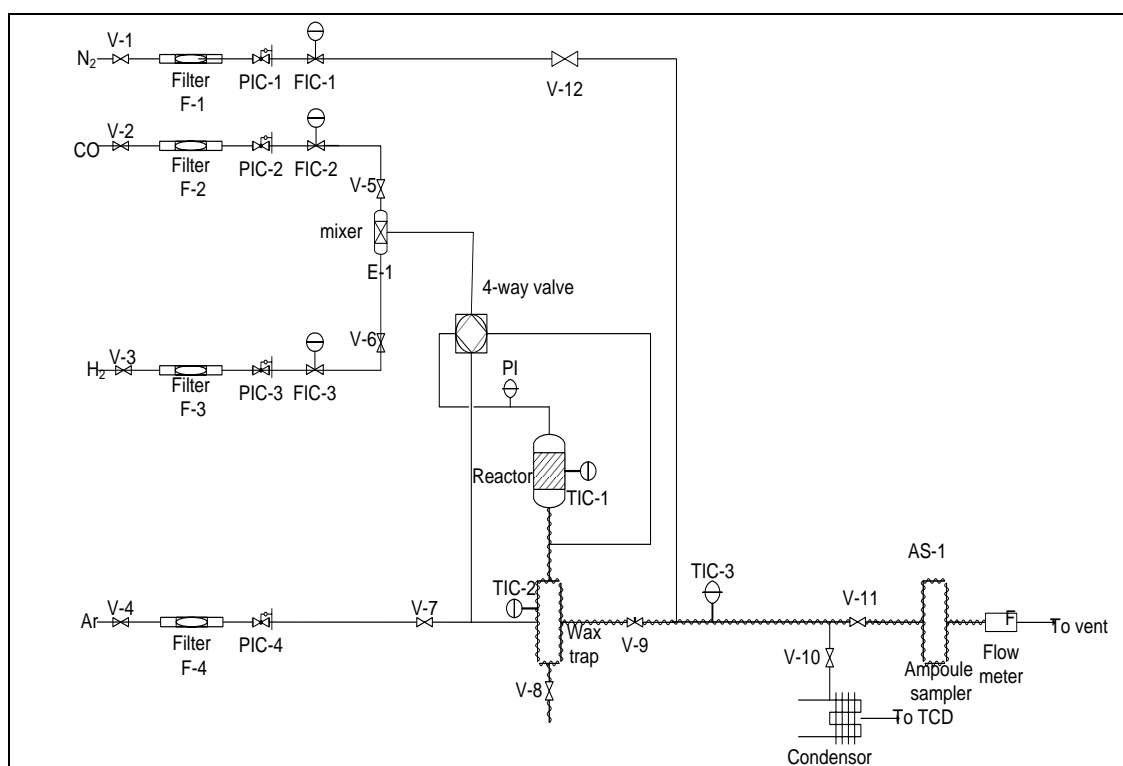 V-1
N2
Filter
F-1
PIC-1
FIC-1
V-12
V-2
CO
Filter
F-2
PIC-2
FIC-2
V-5
mixer
E-1
4-way valve
V-6
V-3
H2
Filter
F-3
PIC-3
FIC-3
PI
Reactor
TIC-1
AS-1
TIC-2
TIC-3
V-4
Ar
Filter
F-4
PIC-4
V-7
Wax
trap
V-9
V-11
F
To vent
V-10
Ampoule
sampler
Flow
meter
V-8
To TCD
Condensor